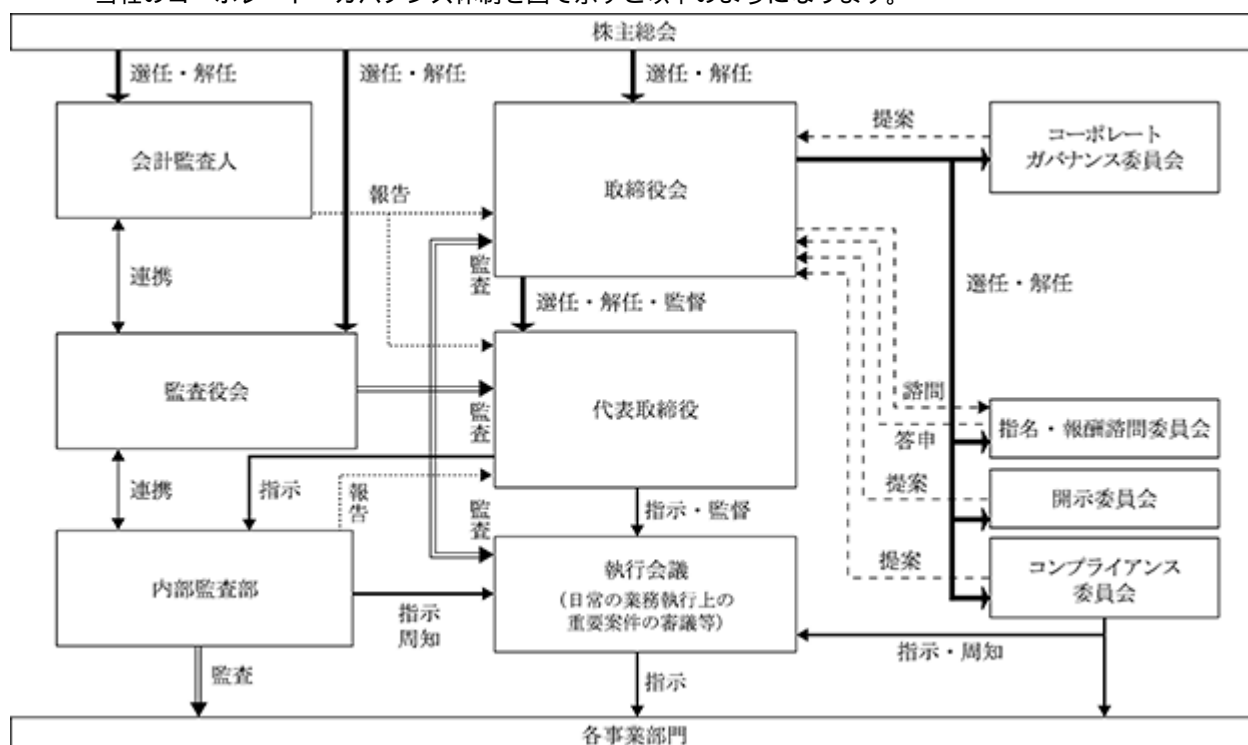 当社のコーポレート・ガバナンス体制を図で示すと以下のようになります。
株主総会
選任・解任
選任・解任
選任・解任
会計監査人
取締役会
提案
コーポレート
ガバナンス委員会
報告
連携
監査
選任・解任・監督
選任・解任
監査役会
監査
代表取締役
諮問
指名・報酬諮問委員会
答申
連携
指示
報告
監査
指示・監督
提案
開示委員会
内部監査部
指示
周知
執行会議
(日常の業務執行上の
重要案件の審議等)
提案
コンプライアンス
委員会
指示・周知
監査
指示
各事業部門